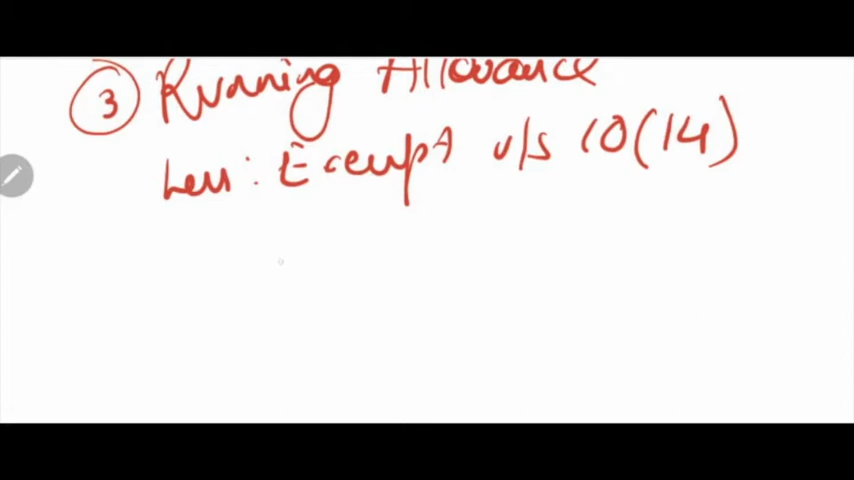 ③ Running Allowance
Less: Exempt u/s 10(14)